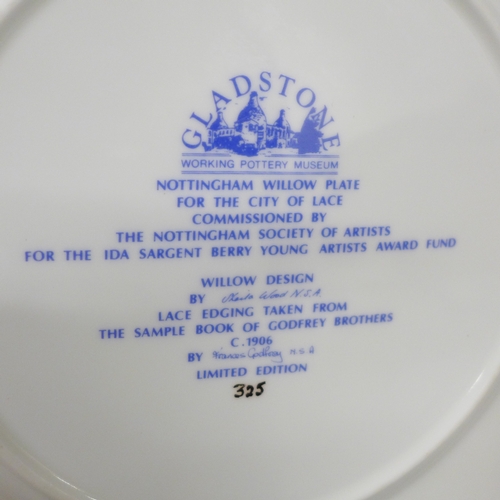 GLADSTONE
WORKING POTTERY MUSEUM
NOTTINGHAM WILLOW PLATE
FOR THE CITY OF LACE
COMMISSIONED BY
THE NOTTINGHAM SOCIETY OF ARTISTS
FOR THE IDA SARGENT BERRY YOUNG ARTISTS AWARD FUND
WILLOW DESIGN
BY N.S.A
LACE EDGING TAKEN FROM
THE SAMPLE BOOK OF GODFREY BROTHERS
C.1906
BY Frances Godfrey N.S.A
LIMITED EDITION
325